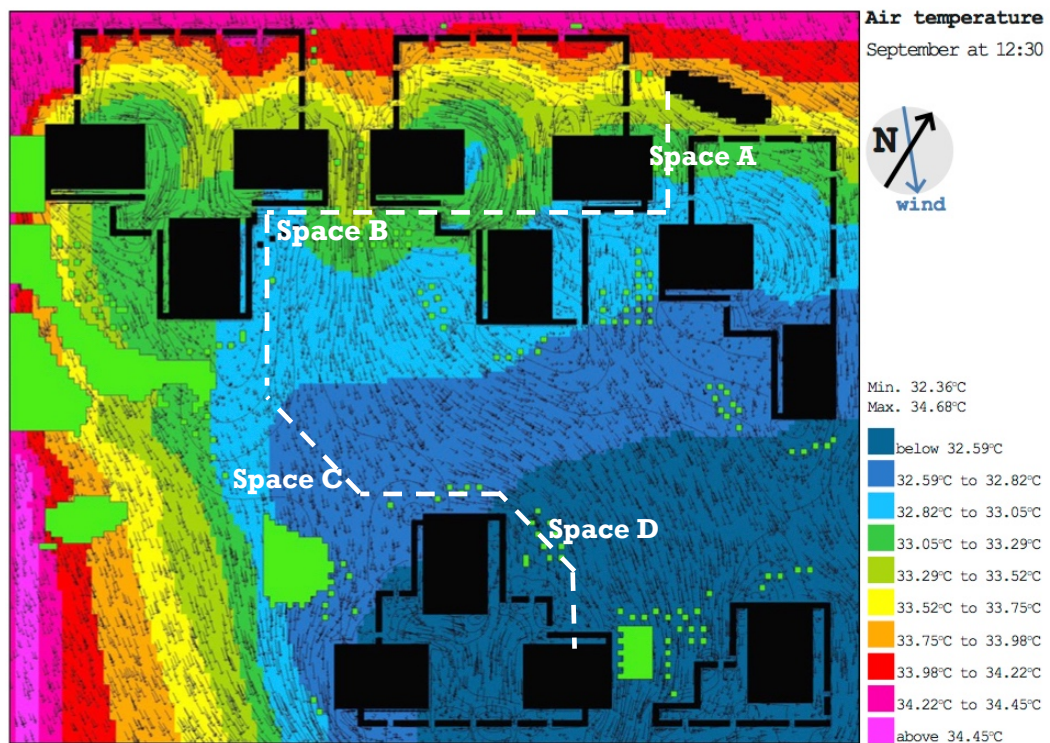 Air temperature
September at 12:30
N
wind
Space A
Space B
Space C
Space D
Min. 32.36°C
Max. 34.68°C
below 32.59°C
32.59°C to 32.82°C
32.82°C to 33.05°C
33.05°C to 33.29°C
33.29°C to 33.52°C
33.52°C to 33.75°C
33.75°C to 33.98°C
33.98°C to 34.22°C
34.22°C to 34.45°C
above 34.45°C